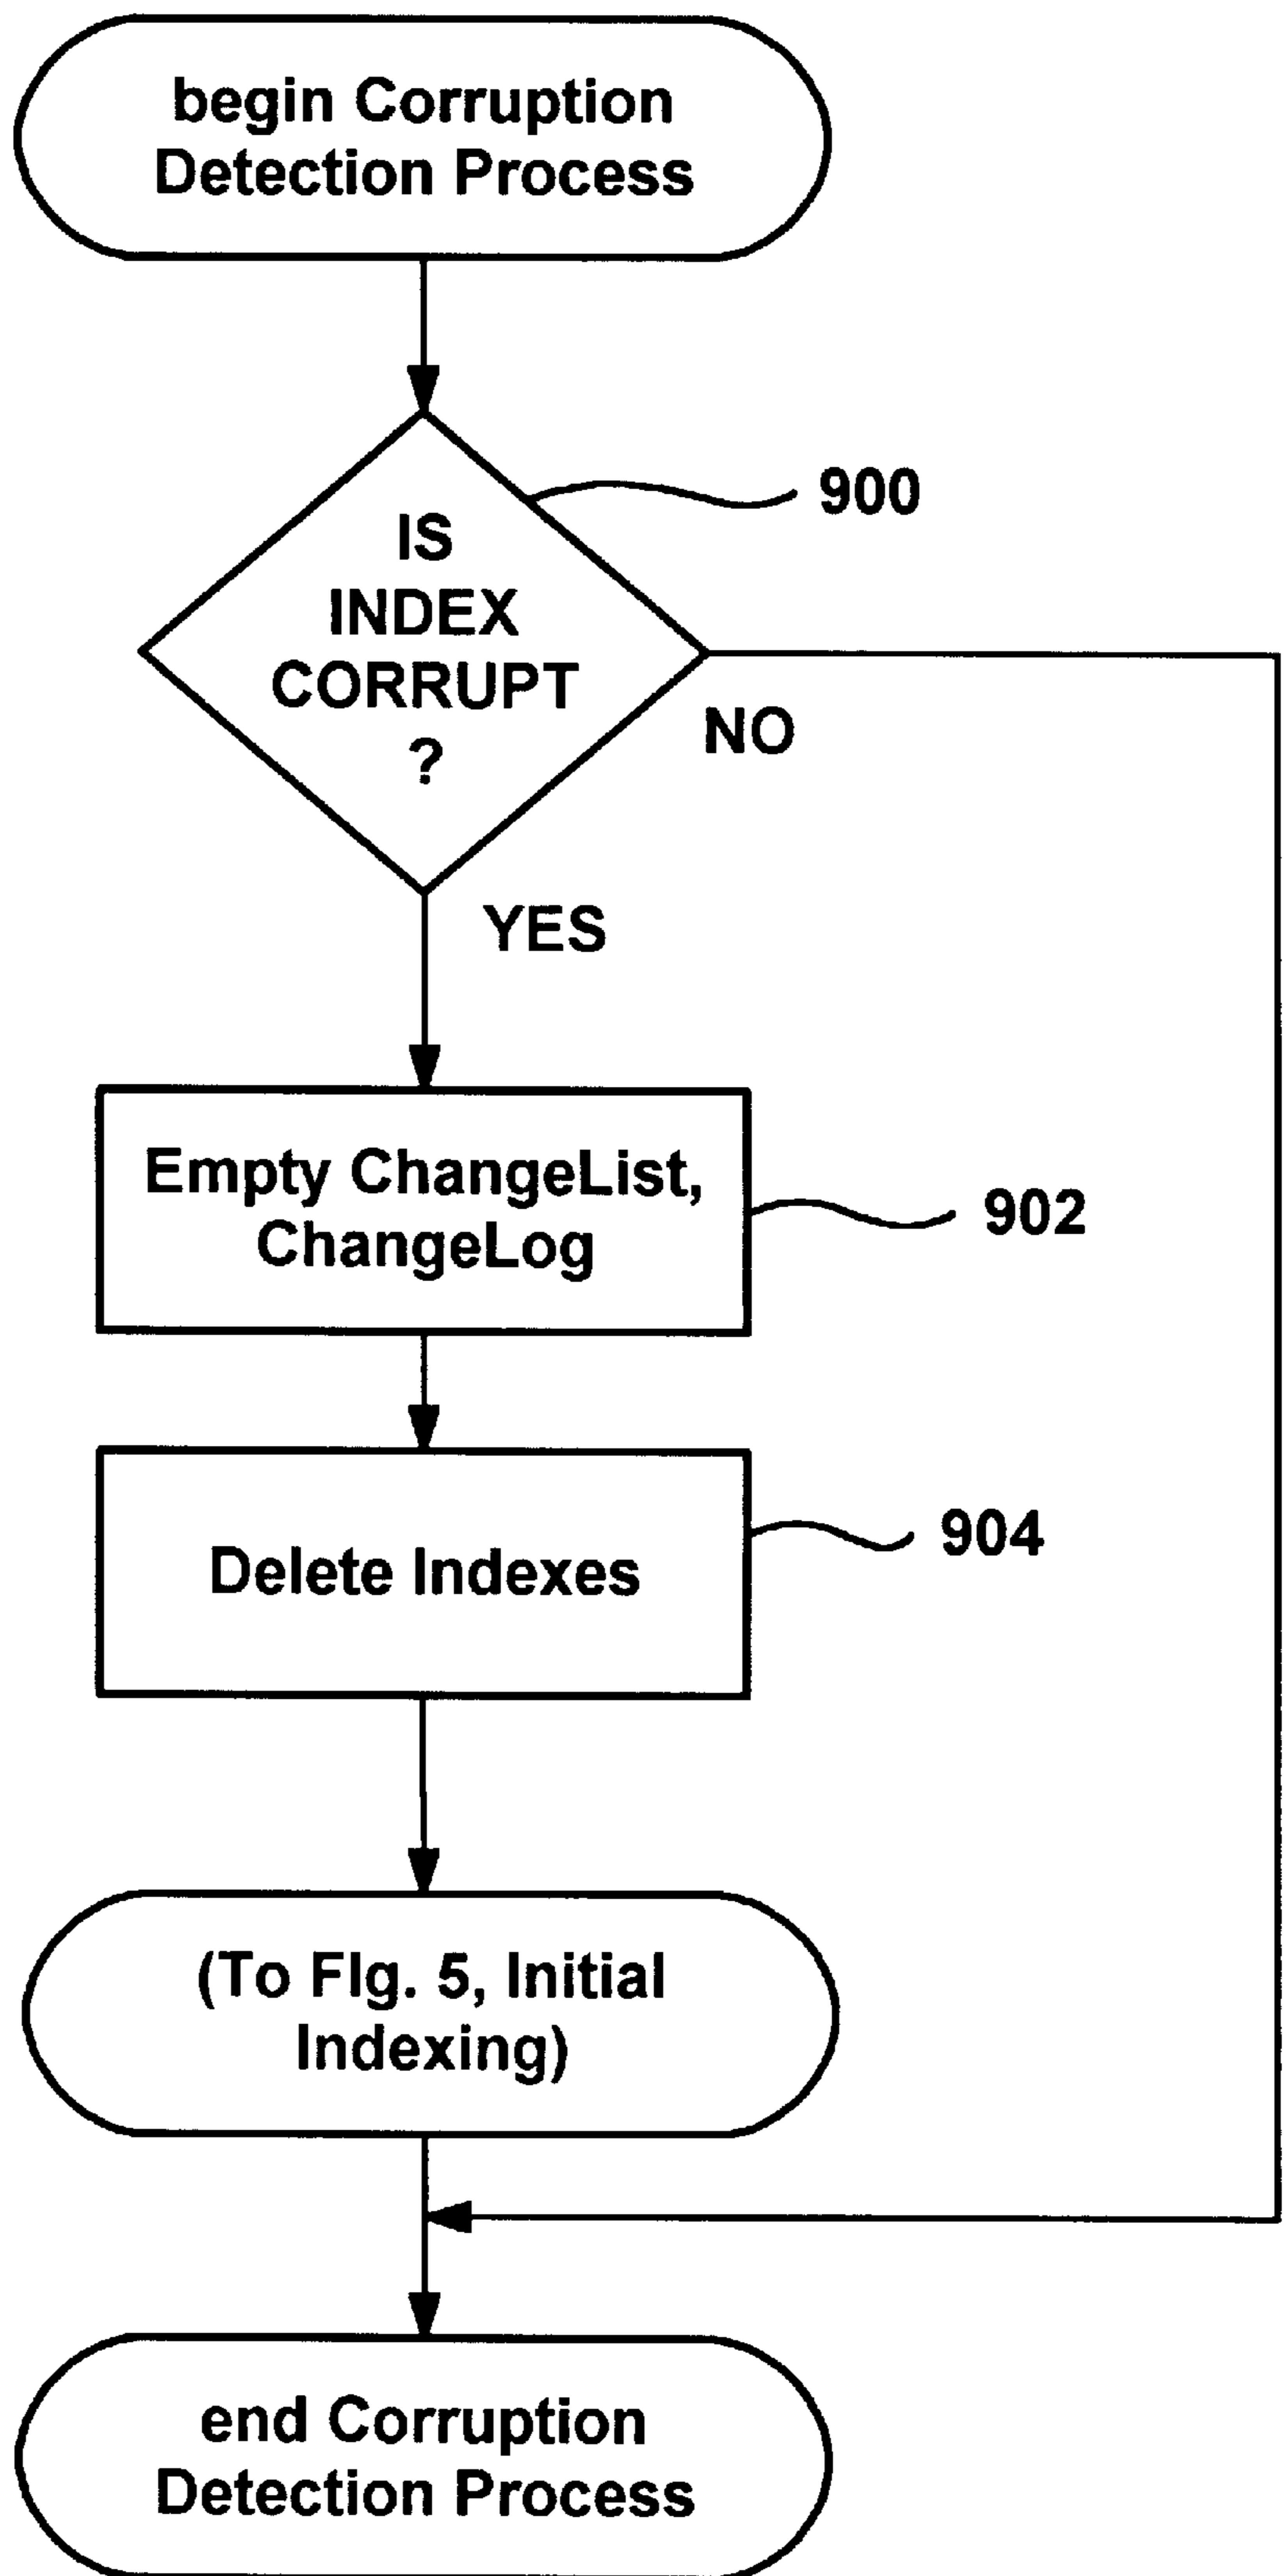 begin Corruption
Detection Process
900
IS
INDEX
CORRUPT
?
NO
YES
Empty ChangeList,
ChangeLog
902
Delete Indexes
904
(To FIg. 5, Initial
Indexing)
end Corruption
Detection Process